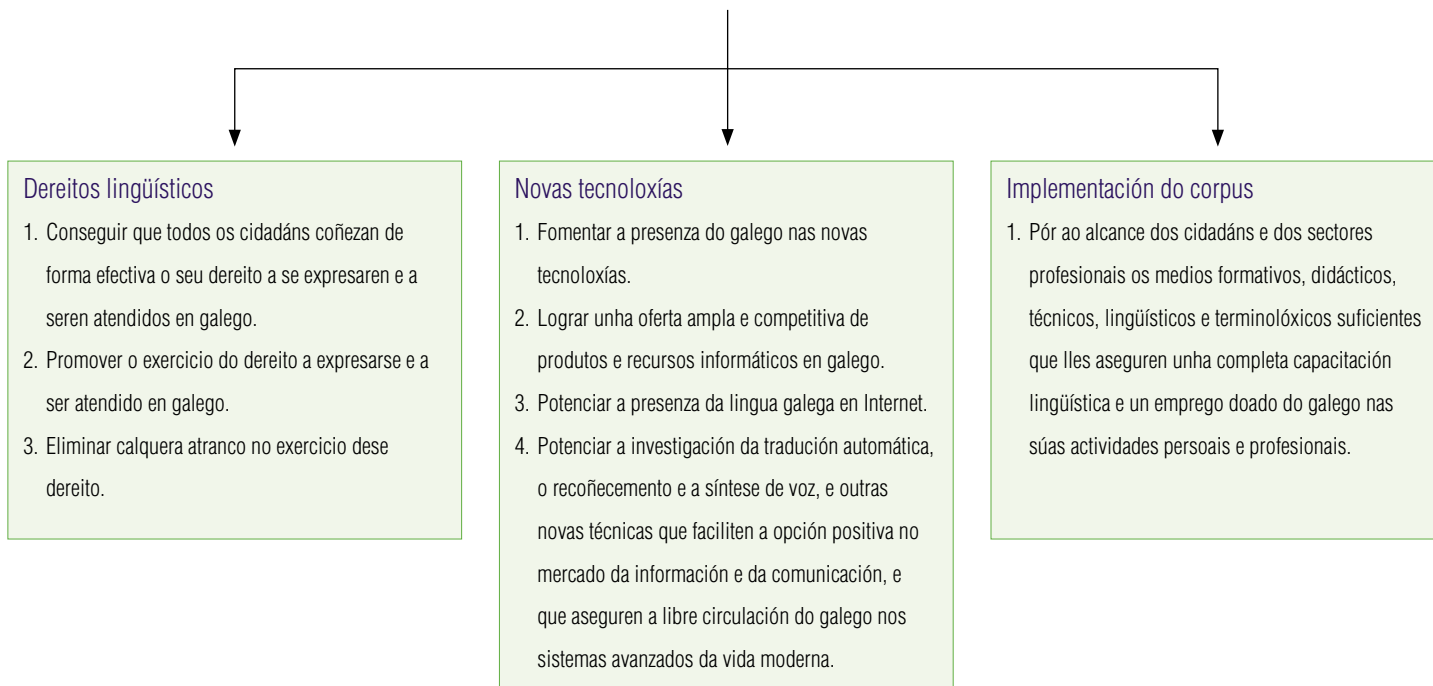 Dereitos lingüísticos
1. Conseguir que todos os cidadáns coñezan de
forma efectiva o seu dereito a se expresaren e a
seren atendidos en galego.
2. Promover o exercicio do dereito a expresarse e a
ser atendido en galego.
3. Eliminar calquera atranco no exercicio dese
dereito.
Novas tecnoloxías
1. Fomentar a presenza do galego nas novas
tecnoloxías.
2. Lograr unha oferta ampla e competitiva de
produtos e recursos informáticos en galego.
3. Potenciar a presenza da lingua galega en Internet.
4. Potenciar a investigación da tradución automática,
o recoñecemento e a síntese de voz, e outras
novas técnicas que faciliten a opción positiva no
mercado da información e da comunicación, e
que aseguren a libre circulación do galego nos
sistemas avanzados da vida moderna.
Implementación do corpus
1. Pór ao alcance dos cidadáns e dos sectores
profesionais os medios formativos, didácticos,
técnicos, lingüísticos e terminolóxicos suficientes
que lles aseguren unha completa capacitación
lingüística e un emprego doado do galego nas
súas actividades persoais e profesionais.